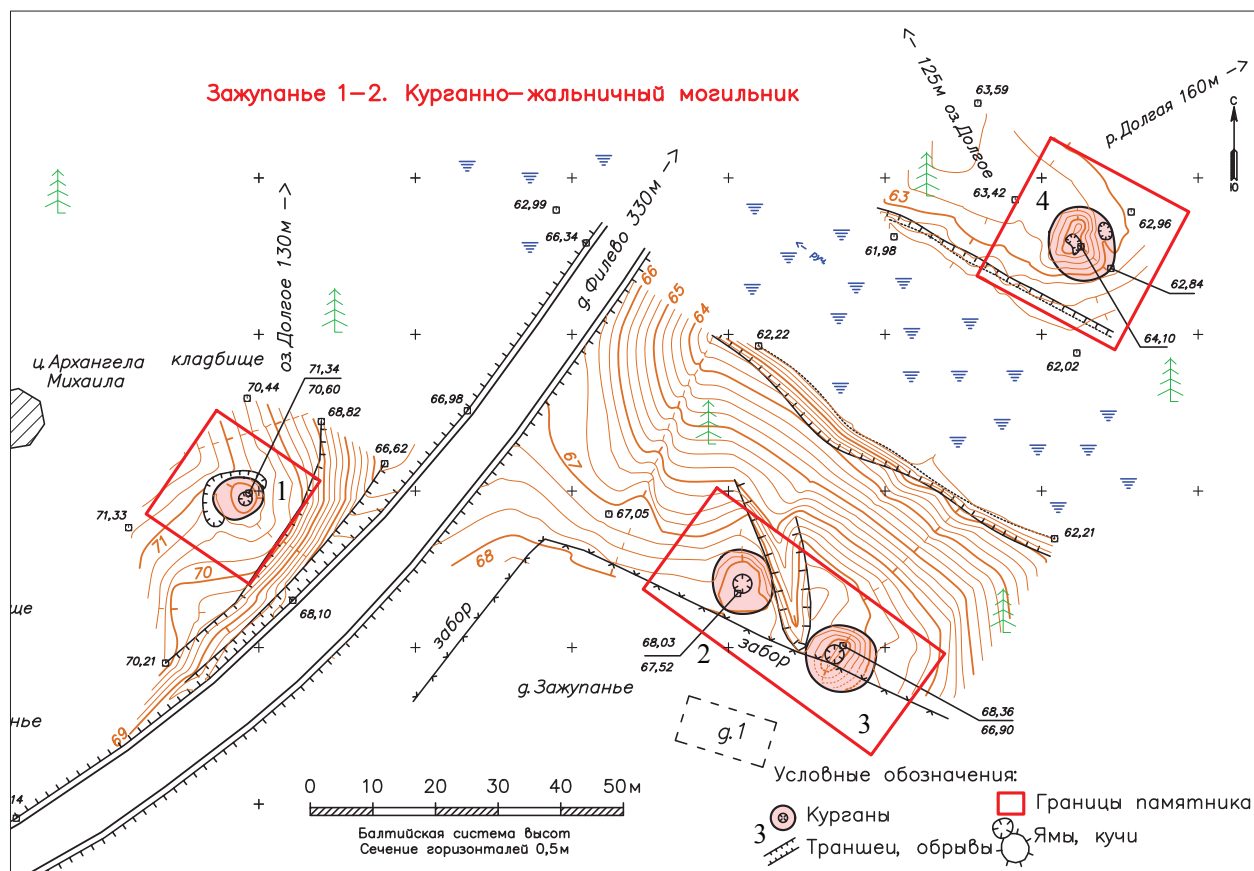 Зажупанье 1-2. Курганно-жальничный могильник
<- 125м оз.Долгое
р.Долгая 160м ->
с
ю
63,59
63
63,42
4
62,96
61,98
62,84
64,10
62,02
руч
62,99
66,34
д. Филево 330м ->
оз.Долгое 130м ->
66
65
64
62,22
ц. Архангела
Михаила
кладбище
71,34
70,60
70,44
68,82
66,98
66,62
1
71,33
71
70
67
67,05
68
62,21
68,10
70,21
69
ще
нье
14
забор
забор
68,03
67,52
2
3
68,36
66,90
д. Зажупанье
д.1
0 10 20 30 40 50м
Балтийская система высот
Сечение горизонталей 0,5м
Условные обозначения:
3
Курганы
Траншеи, обрывы
Границы памятника
Ямы, кучи